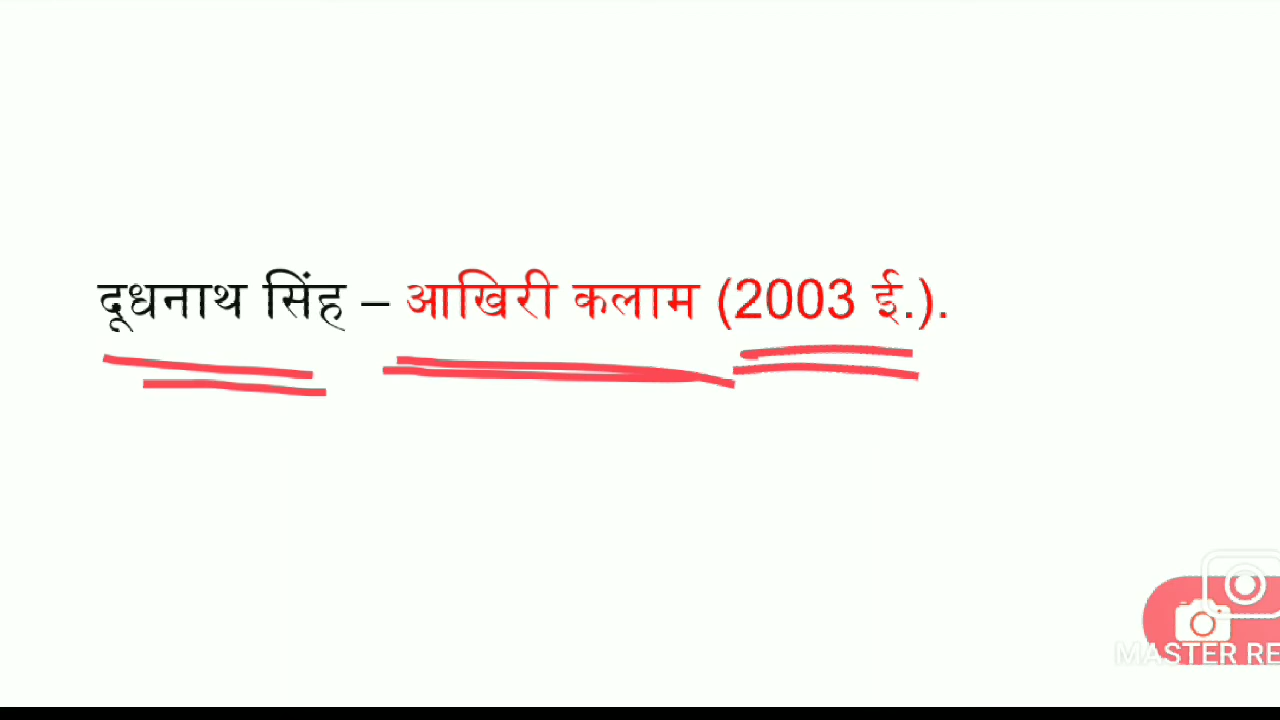 दूधनाथ सिंह – आखिरी कलाम (2003 ई.).
MASTER RE